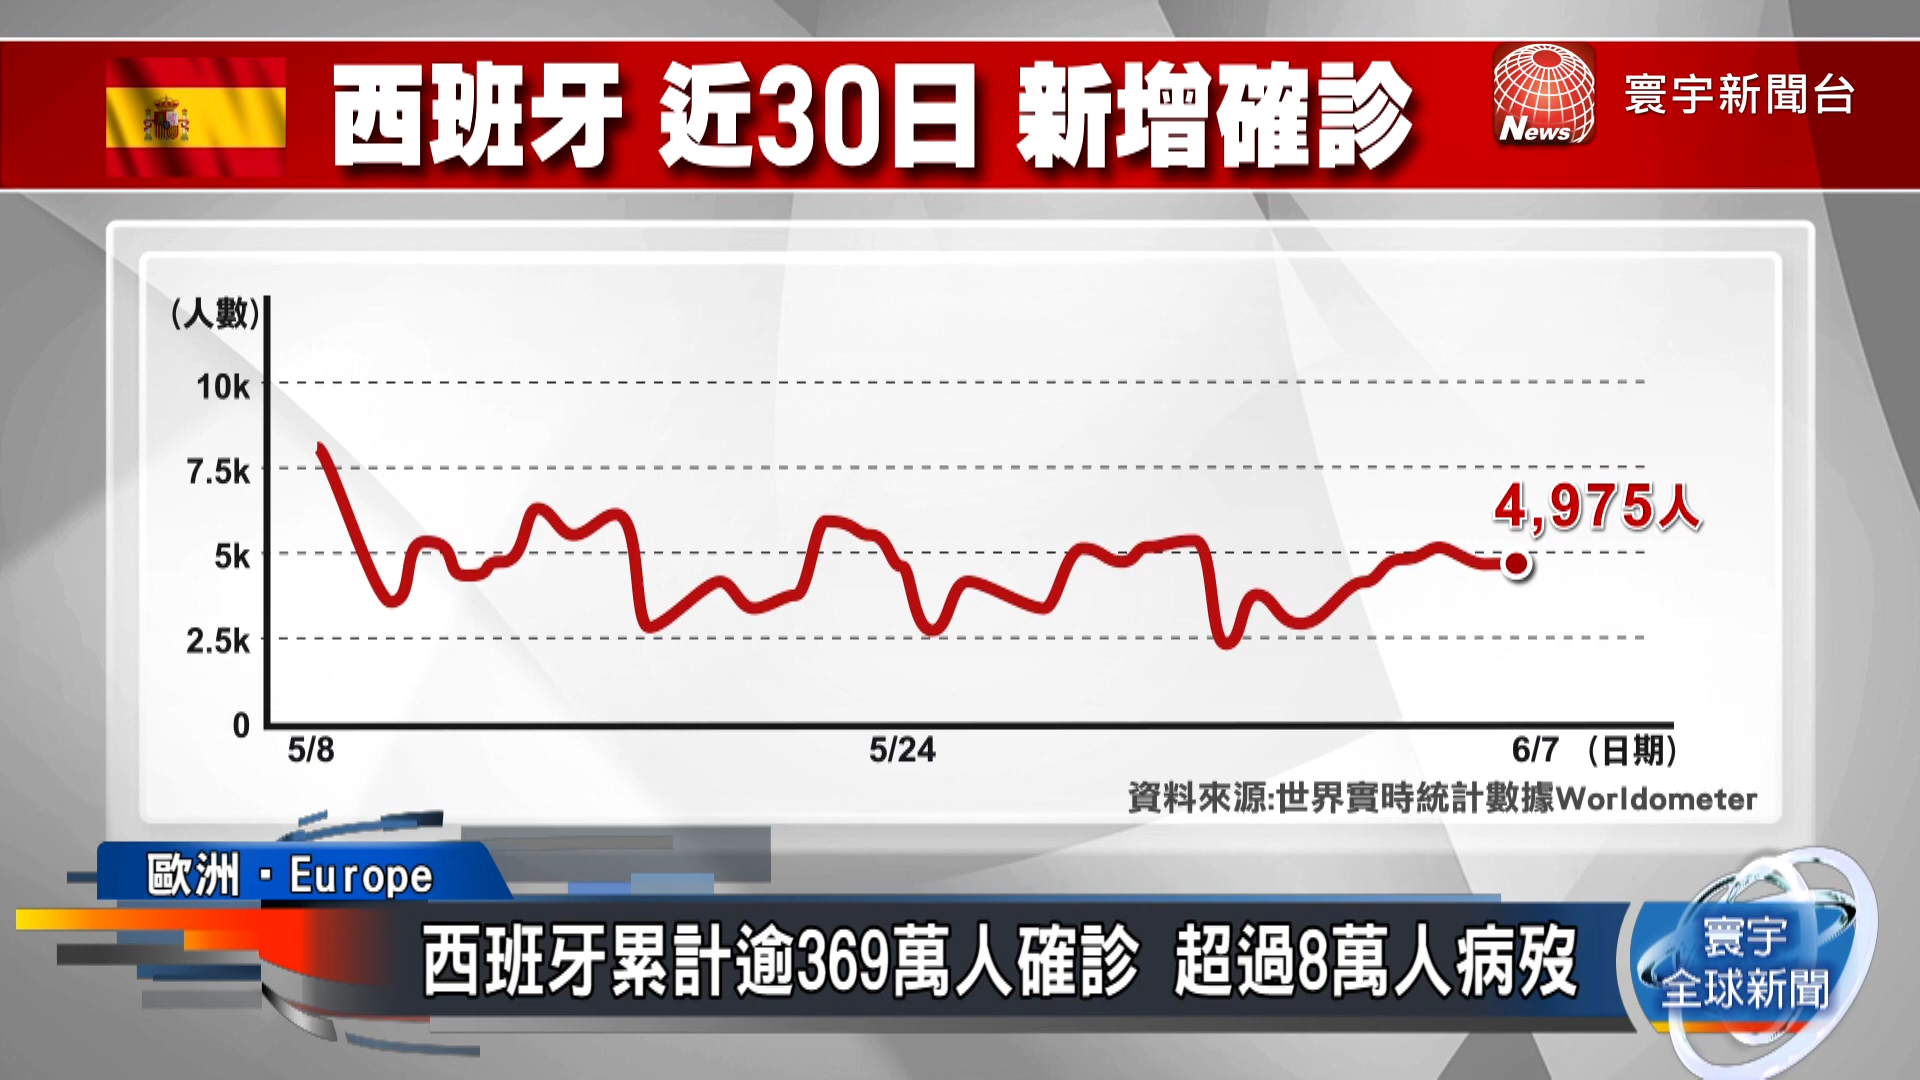 西班牙 近30日 新增確診
News
寰宇新聞台
(人數)
10k
7.5k
5k
2.5k
0
4,975人
5/8
5/24
6/7 (日期)
資料來源:世界實時統計數據Worldometer
歐洲・Europe
西班牙累計逾369萬人確診 超過8萬人病歿
寰宇
全球新聞